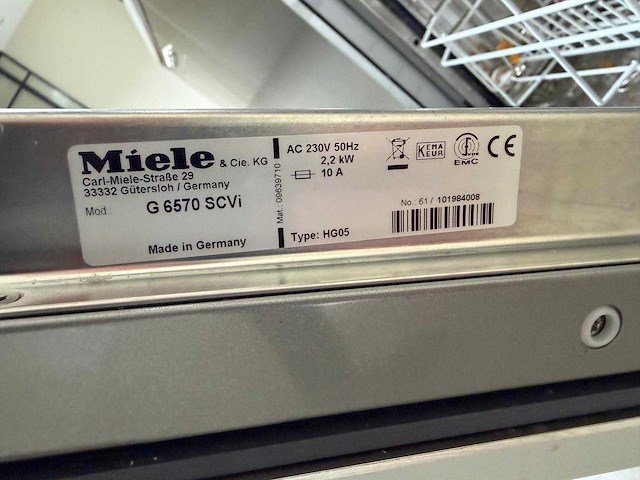 Miele & Cie. KG
Carl-Miele-Straße 29
33332 Gütersloh / Germany
Mod.: G 6570 SCVi
Made in Germany
Mat.: 09639710
AC 230V 50Hz
2,2 kW
10 A
Type: HG05
KEMA
KEUR
EMC
CE
No.: 61/ 101984008